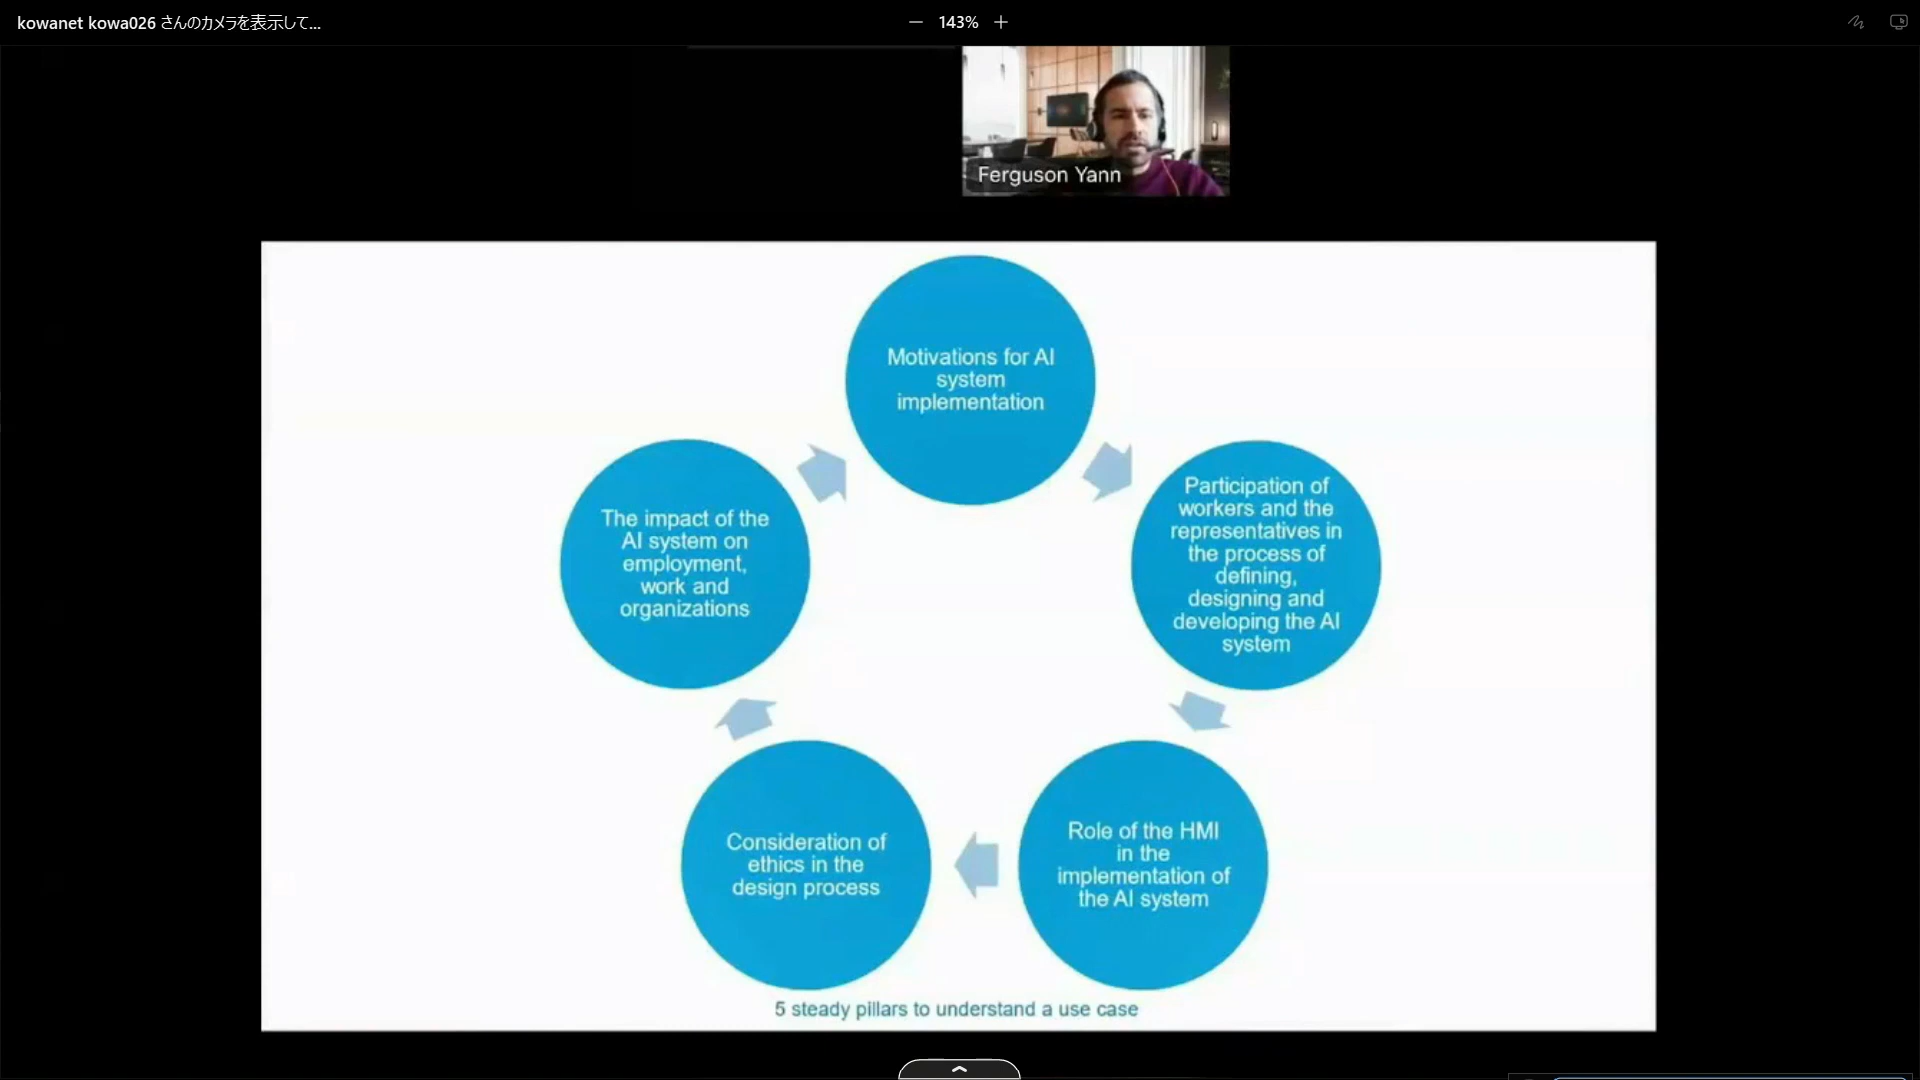 kowanet kowa026 さんのカメラを表示して...
143%
Ferguson Yann
Motivations for AI
system
implementation
Participation of
workers and the
representatives in
the process of
defining,
designing and
developing the AI
system
Role of the HMI
in the
implementation of
the AI system
Consideration of
ethics in the
design process
The impact of the
AI system on
employment,
work and
organizations
5 steady pillars to understand a use case